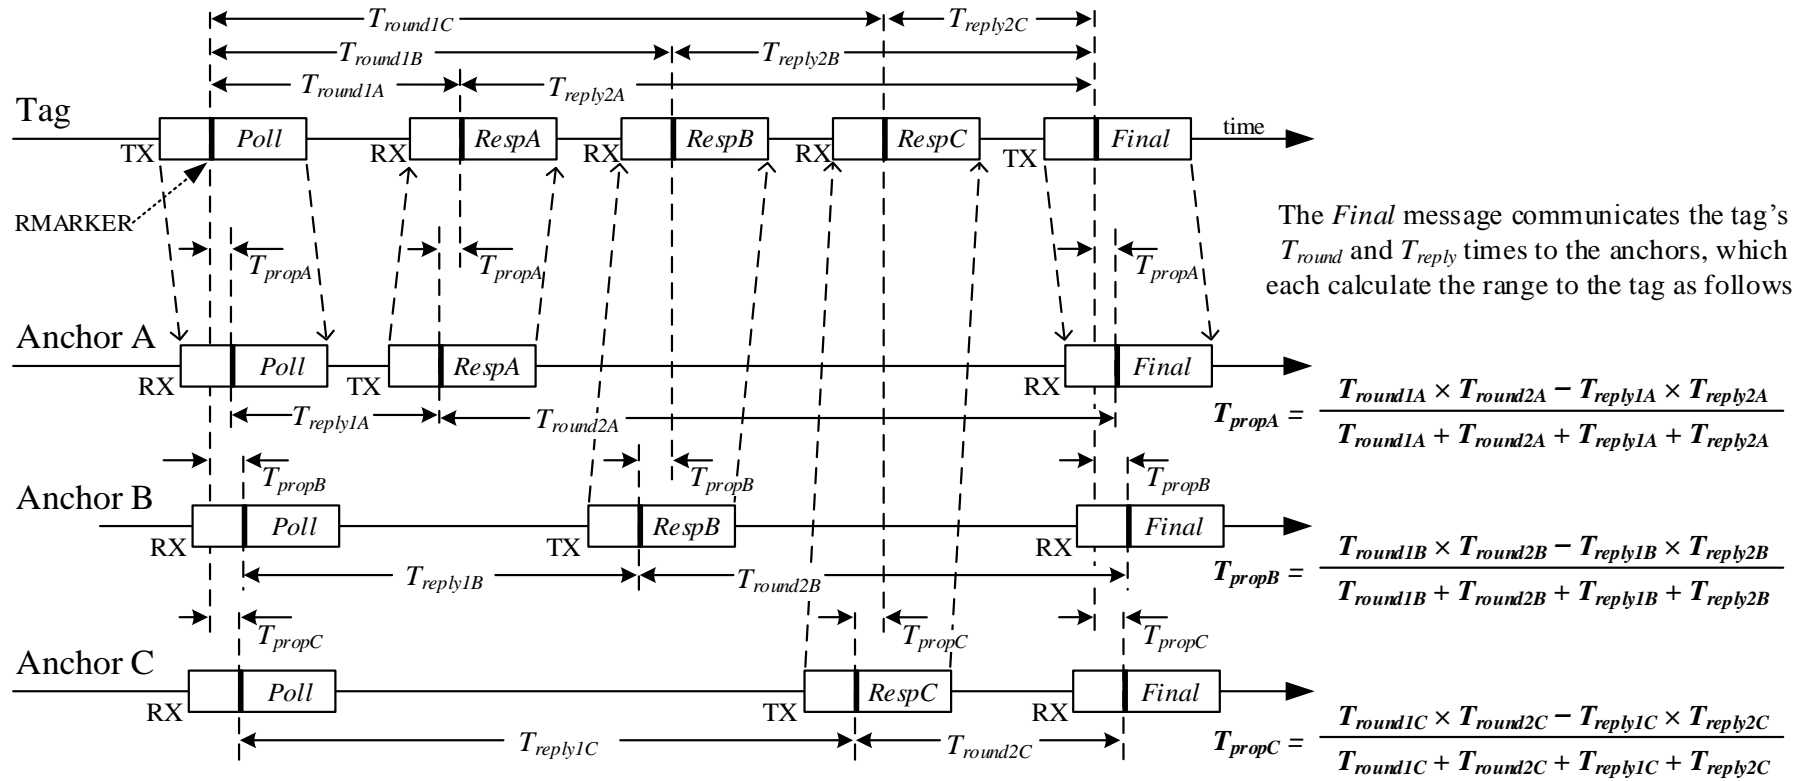 T_round1C T_reply2C
T_round1B T_reply2B
T_round1A T_reply2A
Tag
Poll RespA RespB RespC Final time
TX RX RX RX TX
RMARKER
The Final message communicates the tag's
T_round and T_reply times to the anchors, which
each calculate the range to the tag as follows
T_propA T_propA T_propA
Anchor A
Poll RespA Final
RX TX RX
T_reply1A T_round2A
T_propA = T_round1A × T_round2A − T_reply1A × T_reply2A
T_round1A + T_round2A + T_reply1A + T_reply2A
T_propB T_propB T_propB
Anchor B
Poll RespB Final
RX TX RX
T_reply1B T_round2B
T_propB = T_round1B × T_round2B − T_reply1B × T_reply2B
T_round1B + T_round2B + T_reply1B + T_reply2B
T_propC T_propC T_propC
Anchor C
Poll RespC Final
RX TX RX
T_reply1C T_round2C
T_propC = T_round1C × T_round2C − T_reply1C × T_reply2C
T_round1C + T_round2C + T_reply1C + T_reply2C